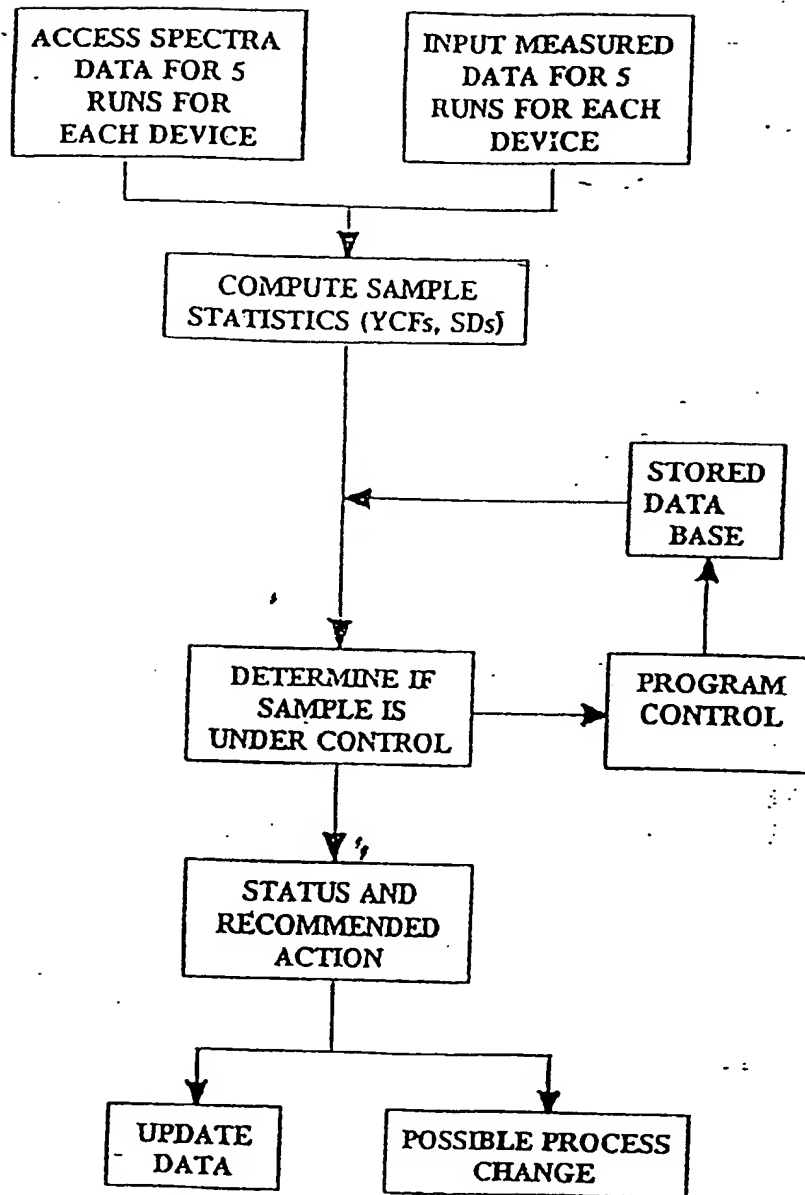 ACCESS SPECTRA
DATA FOR 5
RUNS FOR
EACH DEVICE
INPUT MEASURED
DATA FOR 5
RUNS FOR EACH
DEVICE
COMPUTE SAMPLE
STATISTICS (YCFs, SDs)
STORED
DATA
BASE
DETERMINE IF
SAMPLE IS
UNDER CONTROL
PROGRAM
CONTROL
STATUS AND
RECOMMENDED
ACTION
UPDATE
DATA
POSSIBLE PROCESS
CHANGE